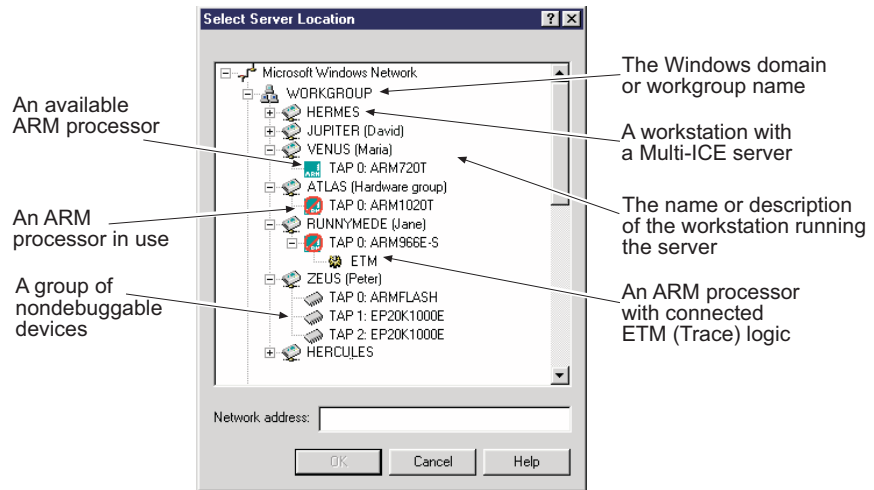 Select Server Location
Microsoft Windows Network
WORKGROUP
HERMES
JUPITER (David)
VENUS (Maria)
TAP 0: ARM720T
ATLAS (Hardware group)
TAP 0: ARM1020T
RUNNYMEDE (Jane)
TAP 0: ARM966E-S
ETM
ZEUS (Peter)
TAP 0: ARMFLASH
TAP 1: EP20K1000E
TAP 2: EP20K1000E
HERCULES
Network address:
OK
Cancel
Help
An available
ARM processor
An ARM
processor in use
A group of
nondebuggable
devices
The Windows domain
or workgroup name
A workstation with
a Multi-ICE server
The name or description
of the workstation running
the server
An ARM processor
with connected
ETM (Trace) logic